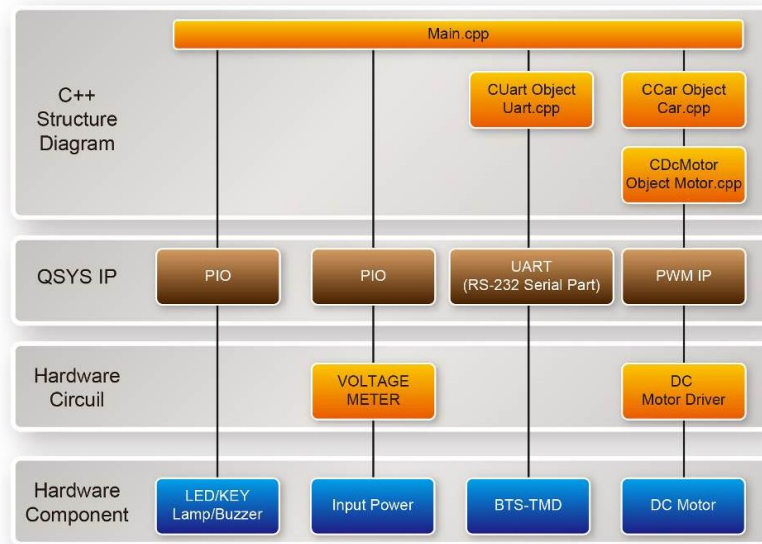 Main.cpp
C++
Structure
Diagram
CUart Object
Uart.cpp
CCar Object
Car.cpp
CDcMotor
Object Motor.cpp
QSYS IP
PIO
PIO
UART
(RS-232 Serial Part)
PWM IP
Hardware
Circuil
VOLTAGE
METER
DC
Motor Driver
Hardware
Component
LED/KEY
Lamp/Buzzer
Input Power
BTS-TMD
DC Motor